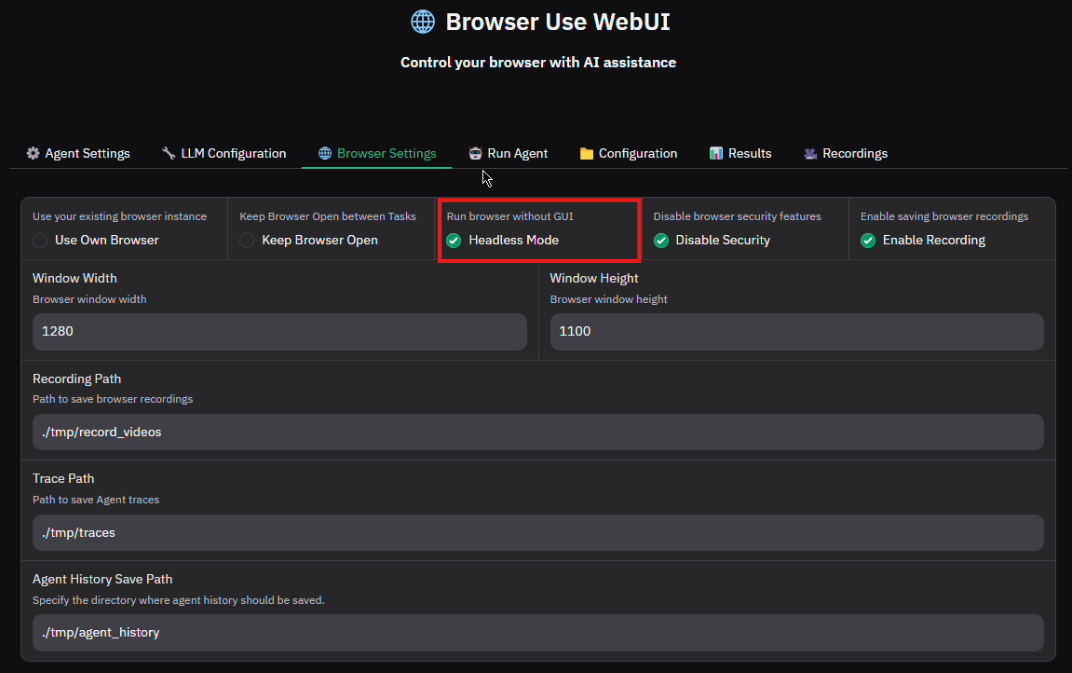 Browser Use WebUI
Control your browser with AI assistance
Agent Settings LLM Configuration Browser Settings Run Agent Configuration Results Recordings
Use your existing browser instance Keep Browser Open between Tasks Run browser without GUI Disable browser security features Enable saving browser recordings
Use Own Browser Keep Browser Open Headless Mode Disable Security Enable Recording
Window Width Window Height
Browser window width Browser window height
1280 1100
Recording Path
Path to save browser recordings
./tmp/record_videos
Trace Path
Path to save Agent traces
./tmp/traces
Agent History Save Path
Specify the directory where agent history should be saved.
./tmp/agent_history